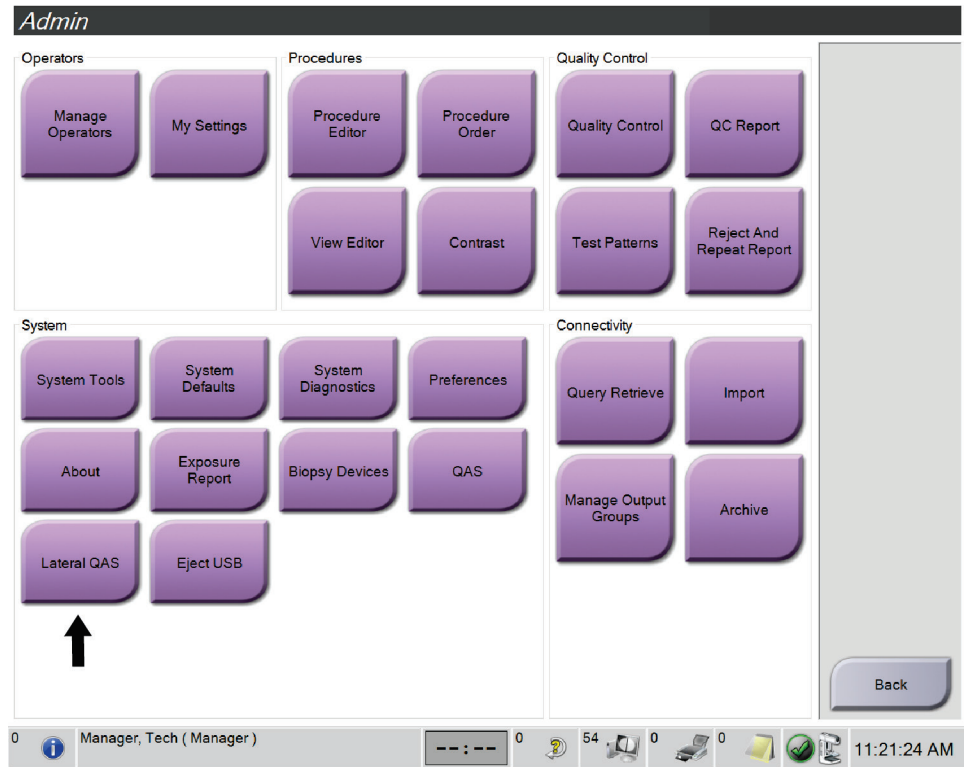 Admin
Operators
Manage
Operators
My Settings
Procedures
Procedure
Editor
Procedure
Order
View Editor
Contrast
Quality Control
Quality Control
QC Report
Test Patterns
Reject And
Repeat Report
System
System Tools
System
Defaults
System
Diagnostics
Preferences
About
Exposure
Report
Biopsy Devices
QAS
Lateral QAS
Eject USB
Connectivity
Query Retrieve
Import
Manage Output
Groups
Archive
Back
0
Manager, Tech ( Manager )
--:--
0
54
0
0
11:21:24 AM